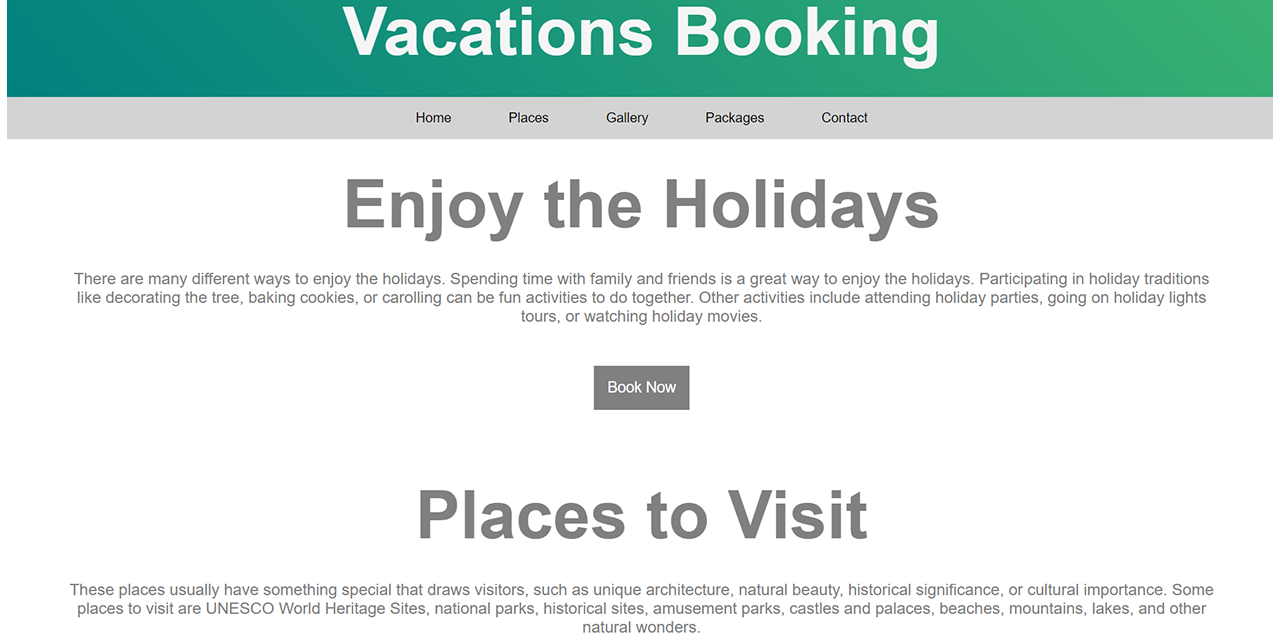 Vacations Booking
Home Places Gallery Packages Contact
Enjoy the Holidays
There are many different ways to enjoy the holidays. Spending time with family and friends is a great way to enjoy the holidays. Participating in holiday traditions
like decorating the tree, baking cookies, or carolling can be fun activities to do together. Other activities include attending holiday parties, going on holiday lights
tours, or watching holiday movies.
Book Now
Places to Visit
These places usually have something special that draws visitors, such as unique architecture, natural beauty, historical significance, or cultural importance. Some
places to visit are UNESCO World Heritage Sites, national parks, historical sites, amusement parks, castles and palaces, beaches, mountains, lakes, and other
natural wonders.